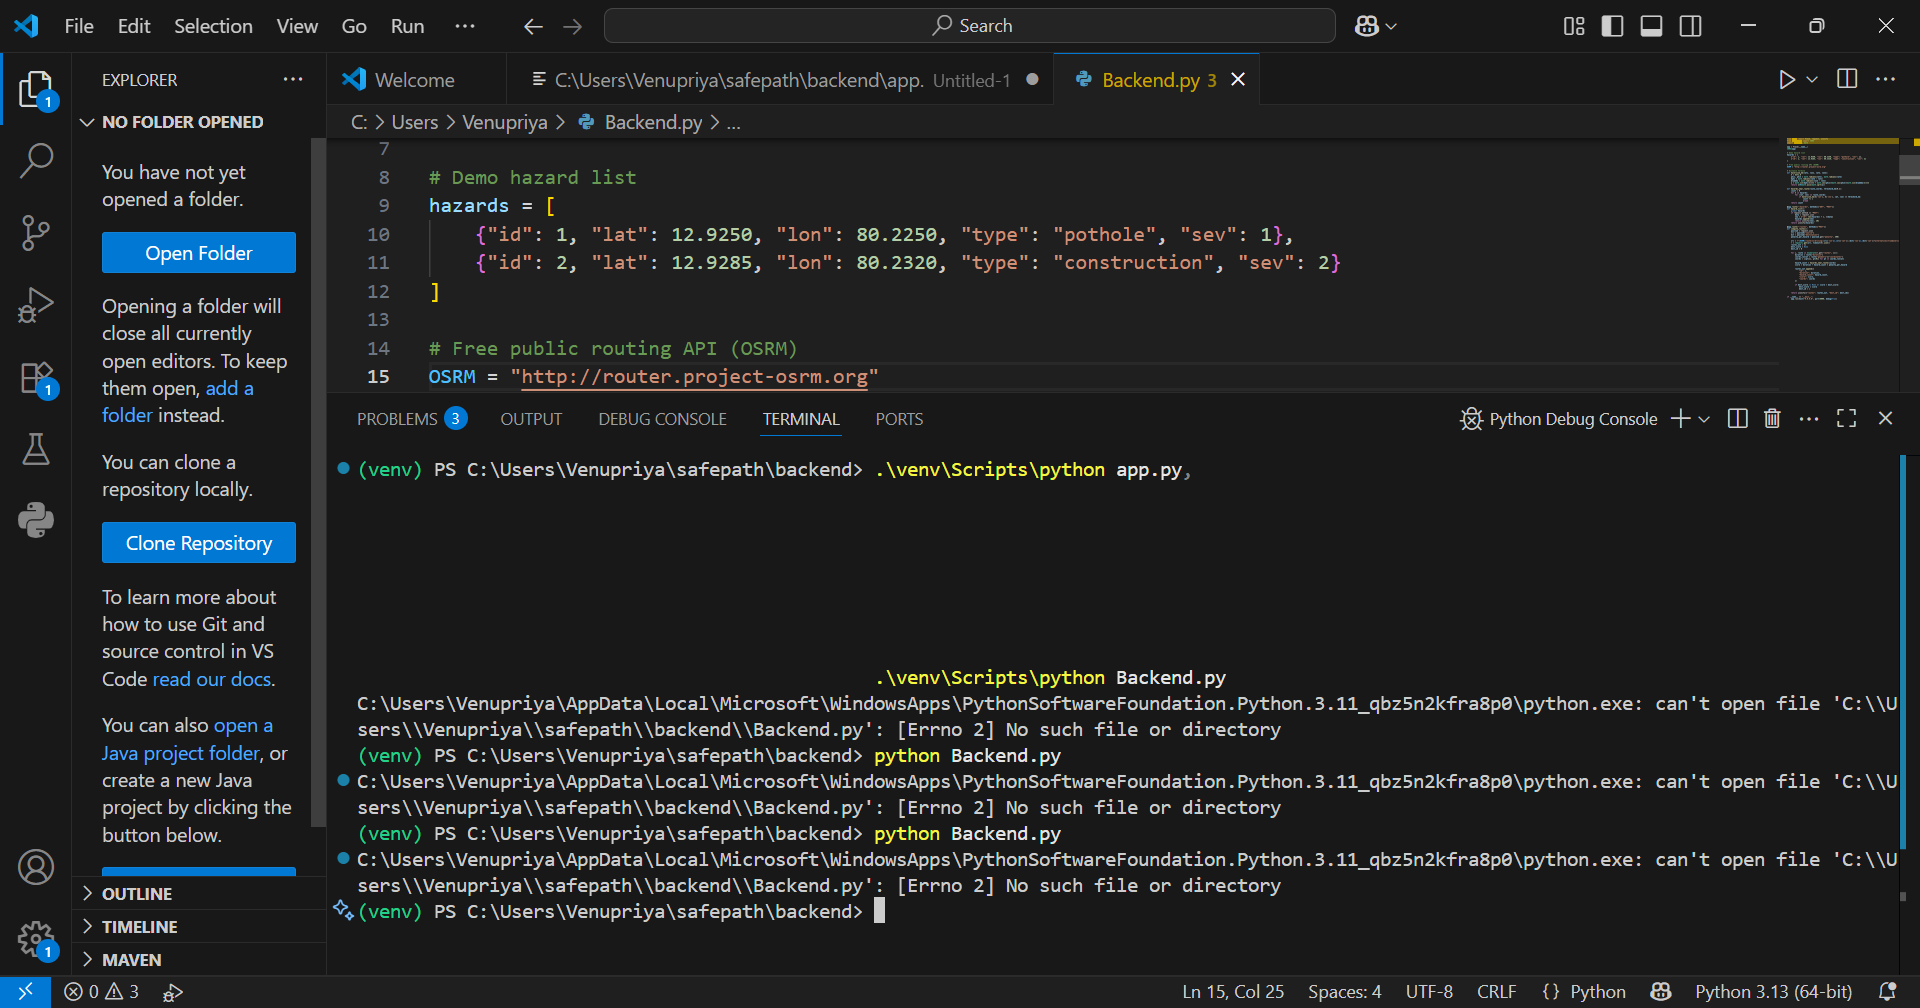 File Edit Selection View Go Run ··· Search
EXPLORER ···
Welcome
C:\Users\Venupriya\safepath\backend\app. Untitled-1
Backend.py 3
NO FOLDER OPENED
You have not yet
opened a folder.
Open Folder
Opening a folder will
close all currently
open editors. To keep
them open, add a
folder instead.
You can clone a
repository locally.
Clone Repository
To learn more about
how to use Git and
source control in VS
Code read our docs.
You can also open a
Java project folder, or
create a new Java
project by clicking the
button below.
OUTLINE
TIMELINE
MAVEN
1
1
1
C: > Users > Venupriya > Backend.py > ...
7
8 # Demo hazard list
9 hazards = [
10 {"id": 1, "lat": 12.9250, "lon": 80.2250, "type": "pothole", "sev": 1},
11 {"id": 2, "lat": 12.9285, "lon": 80.2320, "type": "construction", "sev": 2}
12 ]
13
14 # Free public routing API (OSRM)
15 OSRM = "http://router.project-osrm.org"
PROBLEMS 3 OUTPUT DEBUG CONSOLE TERMINAL PORTS Python Debug Console
(venv) PS C:\Users\Venupriya\safepath\backend> .\venv\Scripts\python app.py,
.\venv\Scripts\python Backend.py
C:\Users\Venupriya\AppData\Local\Microsoft\WindowsApps\PythonSoftwareFoundation.Python.3.11_qbz5n2kfra8p0\python.exe: can't open file 'C:\\U
sers\\Venupriya\\safepath\\backend\\Backend.py': [Errno 2] No such file or directory
(venv) PS C:\Users\Venupriya\safepath\backend> python Backend.py
C:\Users\Venupriya\AppData\Local\Microsoft\WindowsApps\PythonSoftwareFoundation.Python.3.11_qbz5n2kfra8p0\python.exe: can't open file 'C:\\U
sers\\Venupriya\\safepath\\backend\\Backend.py': [Errno 2] No such file or directory
(venv) PS C:\Users\Venupriya\safepath\backend> python Backend.py
C:\Users\Venupriya\AppData\Local\Microsoft\WindowsApps\PythonSoftwareFoundation.Python.3.11_qbz5n2kfra8p0\python.exe: can't open file 'C:\\U
sers\\Venupriya\\safepath\\backend\\Backend.py': [Errno 2] No such file or directory
(venv) PS C:\Users\Venupriya\safepath\backend>
0 3 Ln 15, Col 25 Spaces: 4 UTF-8 CRLF {} Python Python 3.13 (64-bit)